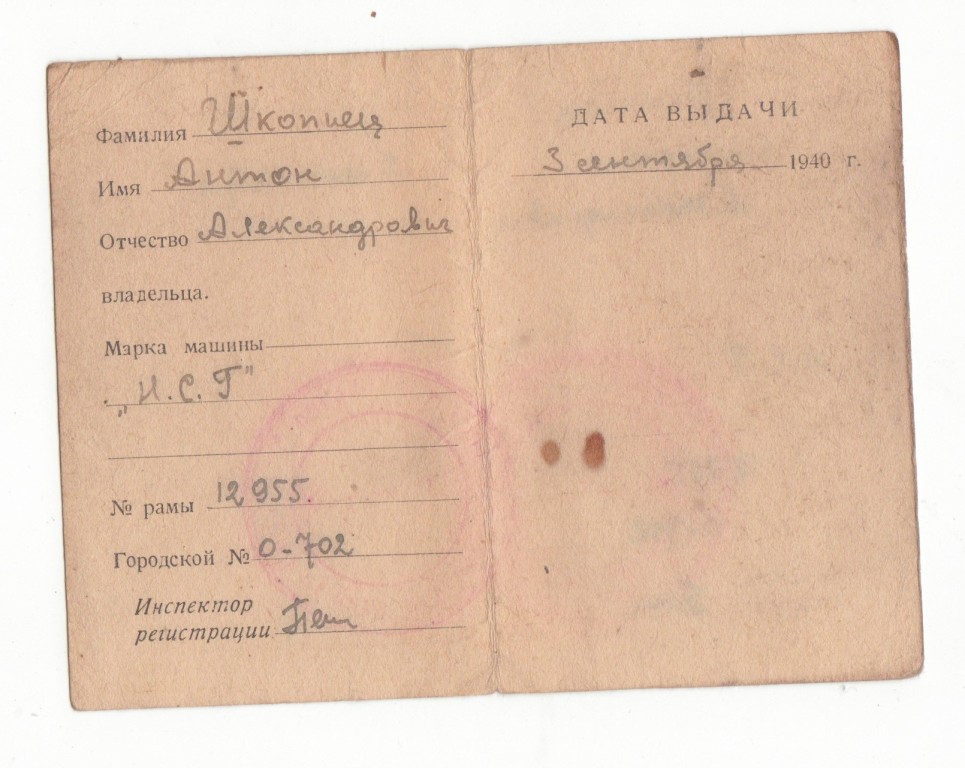 Фамилия Шкопиец
Имя Антон
Отчество Александрович
владельца.
Марка машины
„Н.С.Г"
№ рамы 12955.
Городской № О-702
Инспектор
регистрации
ДАТА ВЫДАЧИ
3 сентября 1940 г.